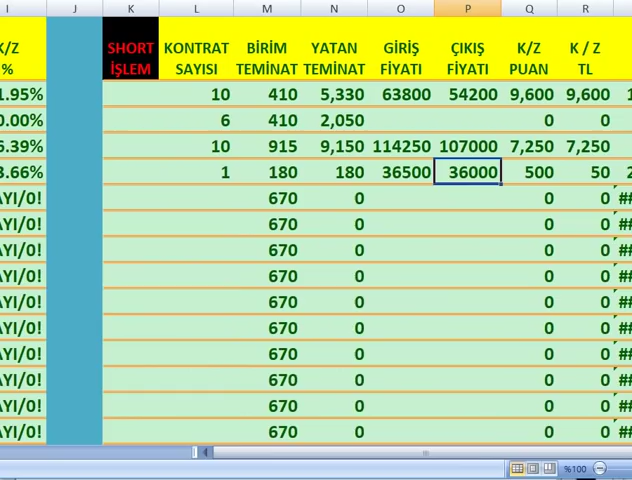 I J K L M N O P Q R
K/Z SHORT KONTRAT BİRİM YATAN GİRİŞ ÇIKIŞ K/Z K / Z
% İŞLEM SAYISI TEMİNAT TEMİNAT FİYATI FİYATI PUAN TL
1.95% 10 410 5,330 63800 54200 9,600 9,600
0.00% 6 410 2,050 0 0
6.39% 10 915 9,150 114250 107000 7,250 7,250
3.66% 1 180 180 36500 36000 500 50 2
AYI/0! 670 0 0 0 ##
AYI/0! 670 0 0 0 ##
AYI/0! 670 0 0 0 ##
AYI/0! 670 0 0 0 ##
AYI/0! 670 0 0 0 ##
AYI/0! 670 0 0 0 ##
AYI/0! 670 0 0 0 ##
AYI/0! 670 0 0 0 ##
AYI/0! 670 0 0 0 ##
AYI/0! 670 0 0 0 ##
%100